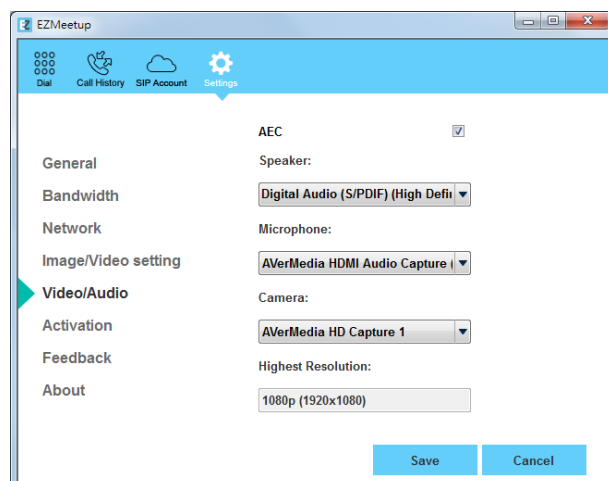 EZMeetup
Dial
Call History
SIP Account
Settings
General
Bandwidth
Network
Image/Video setting
Video/Audio
Activation
Feedback
About
AEC
Speaker:
Digital Audio (S/PDIF) (High Defi
Microphone:
AVerMedia HDMI Audio Capture (
Camera:
AVerMedia HD Capture 1
Highest Resolution:
1080p (1920x1080)
Save
Cancel